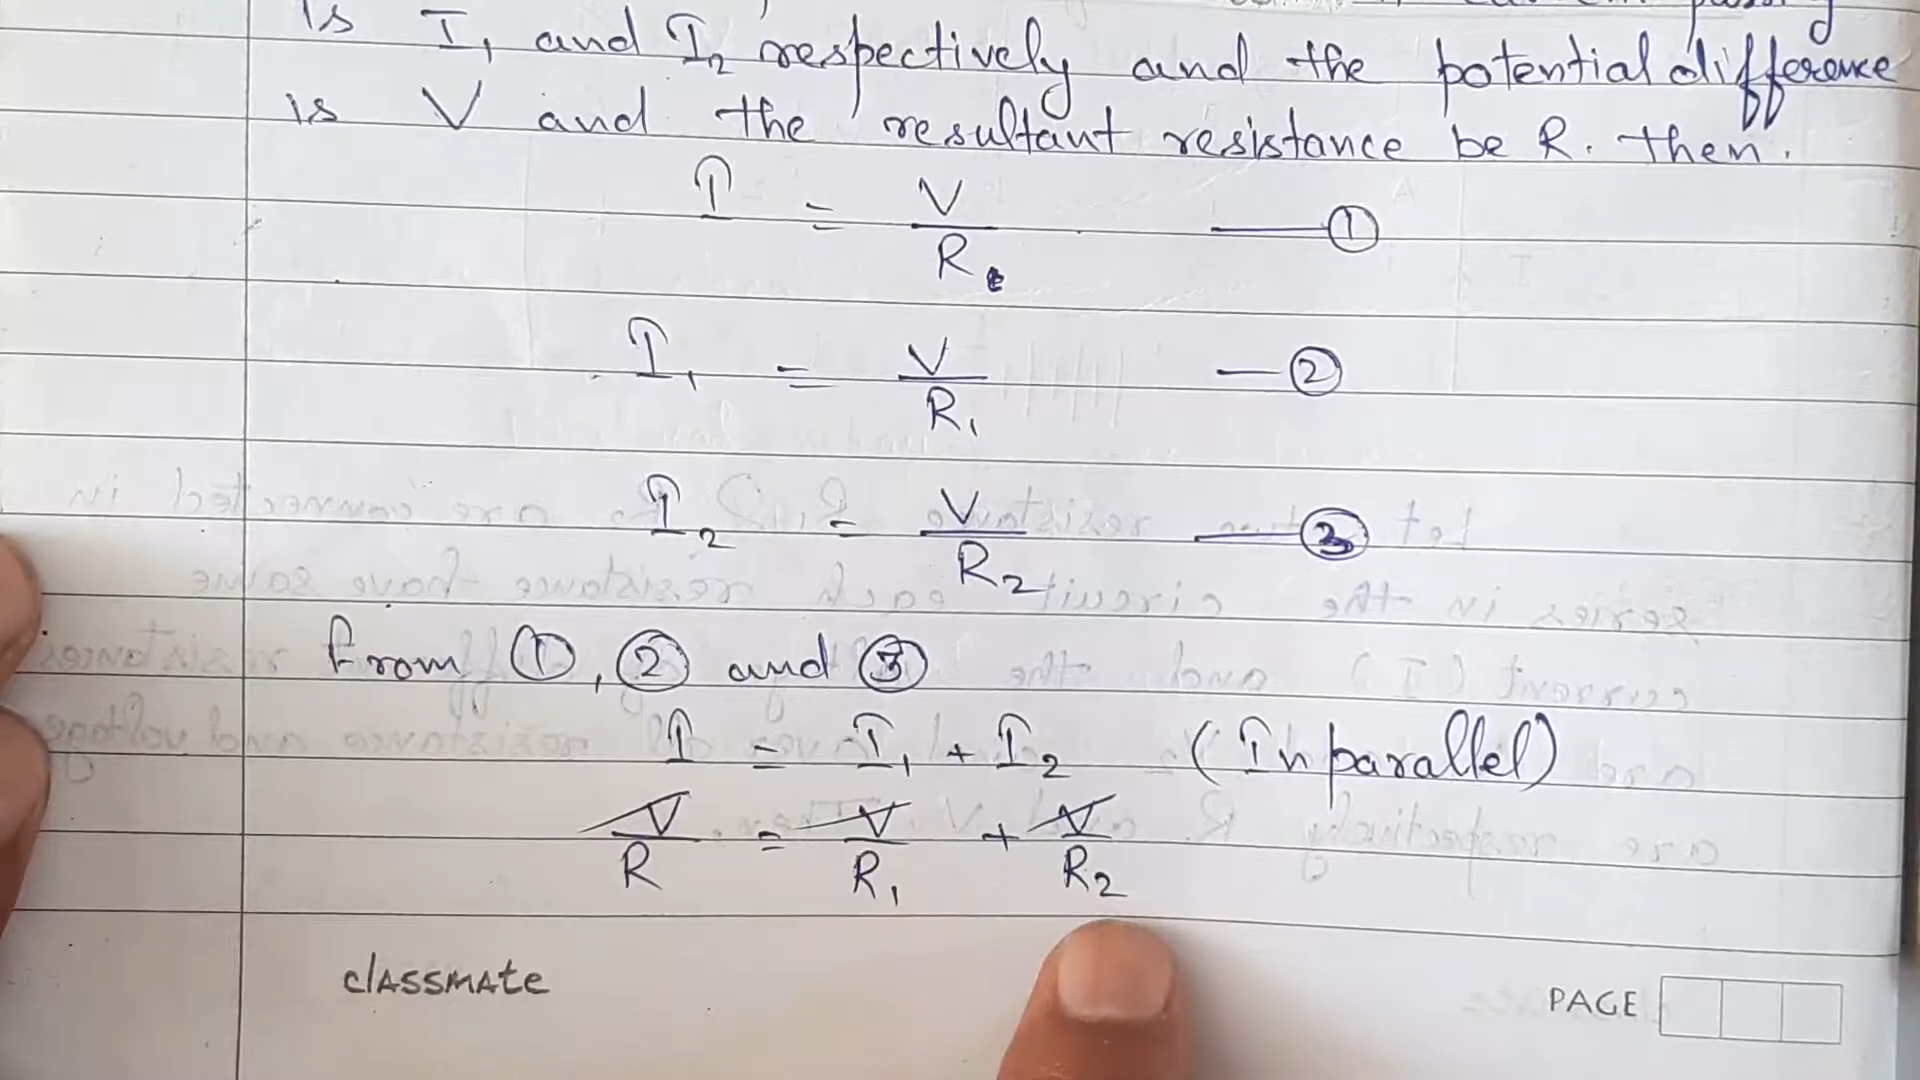 is I1 and I2 respectively and the potential difference
is V and the resultant resistance be R. then.
I = V/R. —①
I1 = V/R1 —②
I2 = V/R2 —③
from ①, ② and ③
I = I1 + I2 (In parallel)
V/R = V/R1 + V/R2
classmate
PAGE